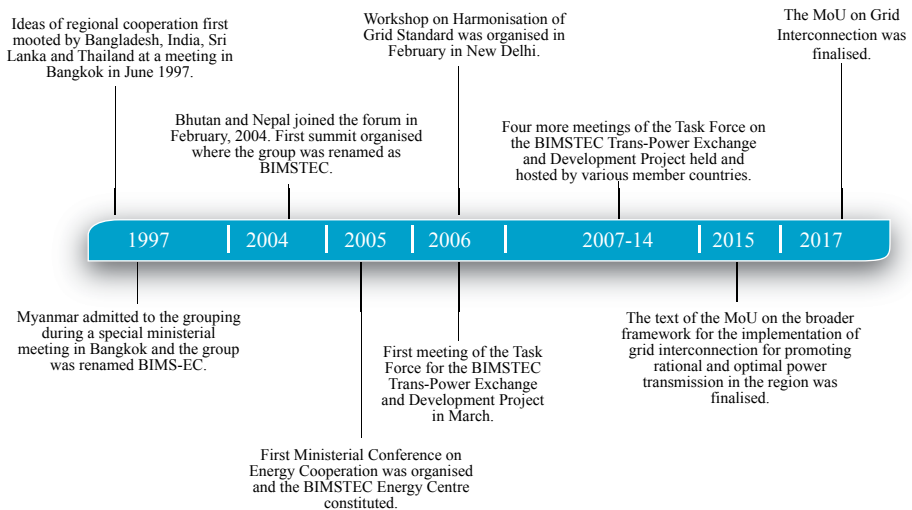 Ideas of regional cooperation first
mooted by Bangladesh, India, Sri
Lanka and Thailand at a meeting in
Bangkok in June 1997.
Workshop on Harmonisation of
Grid Standard was organised in
February in New Delhi.
The MoU on Grid
Interconnection was
finalised.
Bhutan and Nepal joined the forum in
February, 2004. First summit organised
where the group was renamed as
BIMSTEC.
Four more meetings of the Task Force on
the BIMSTEC Trans-Power Exchange
and Development Project held and
hosted by various member countries.
1997
2004
2005
2006
2007-14
2015
2017
Myanmar admitted to the grouping
during a special ministerial
meeting in Bangkok and the group
was renamed BIMS-EC.
First meeting of the Task
Force for the BIMSTEC
Trans-Power Exchange
and Development Project
in March.
The text of the MoU on the broader
framework for the implementation of
grid interconnection for promoting
rational and optimal power
transmission in the region was
finalised.
First Ministerial Conference on
Energy Cooperation was organised
and the BIMSTEC Energy Centre
constituted.